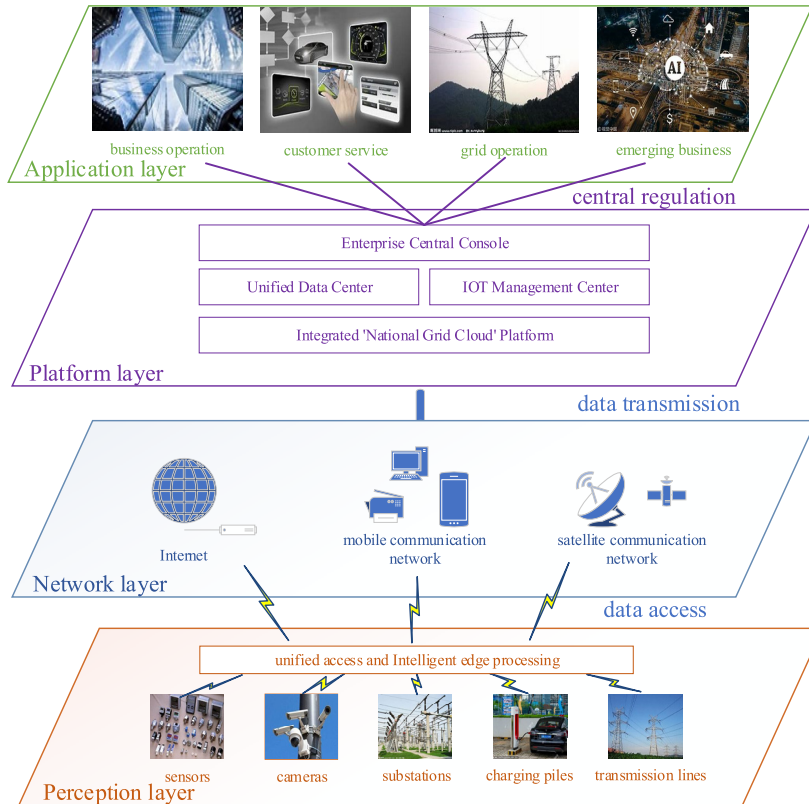 AI
business operation
customer service
grid operation
emerging business
Application layer
central regulation
Enterprise Central Console
Unified Data Center
IOT Management Center
Integrated 'National Grid Cloud' Platform
Platform layer
data transmission
Internet
mobile communication
network
satellite communication
network
Network layer
data access
unified access and Intelligent edge processing
sensors
cameras
substations
charging piles
transmission lines
Perception layer